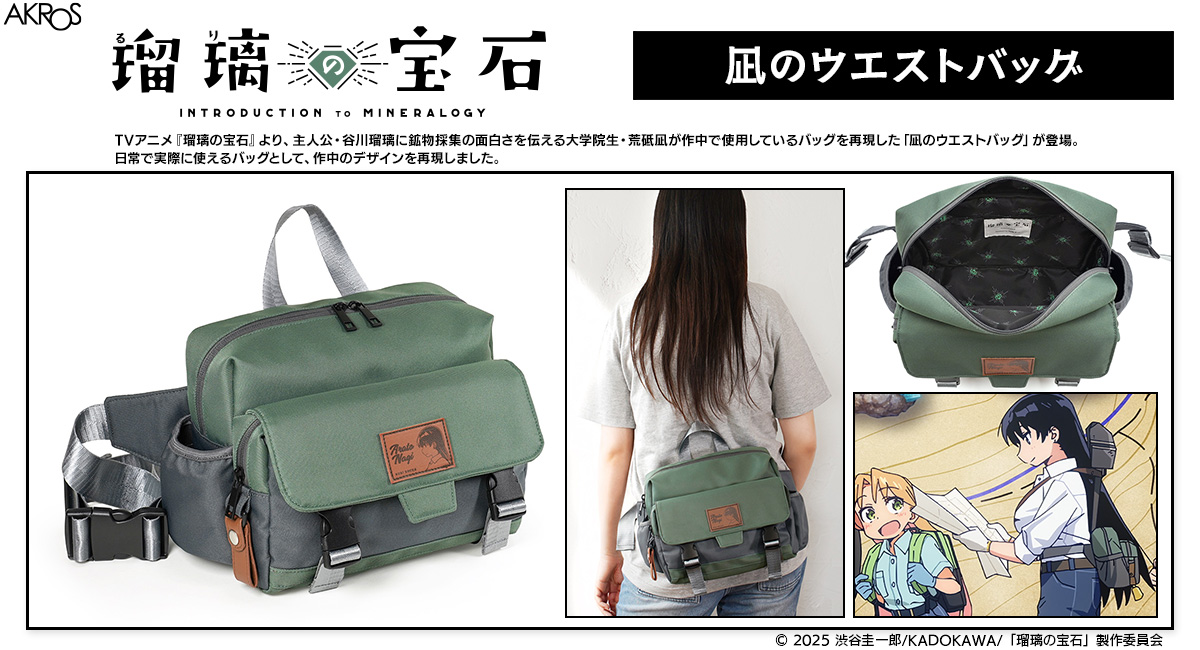 AKROS
瑠璃の宝石
る り
INTRODUCTION TO MINERALOGY
凪のウエストバッグ
TVアニメ『瑠璃の宝石』より、主人公・谷川瑠璃に鉱物採集の面白さを伝える大学院生・荒砥凪が作中で使用しているバッグを再現した「凪のウエストバッグ」が登場。
日常で実際に使えるバッグとして、作中のデザインを再現しました。
Arato
Nagi
瑠璃の宝石
© 2025 渋谷圭一郎/KADOKAWA/「瑠璃の宝石」製作委員会